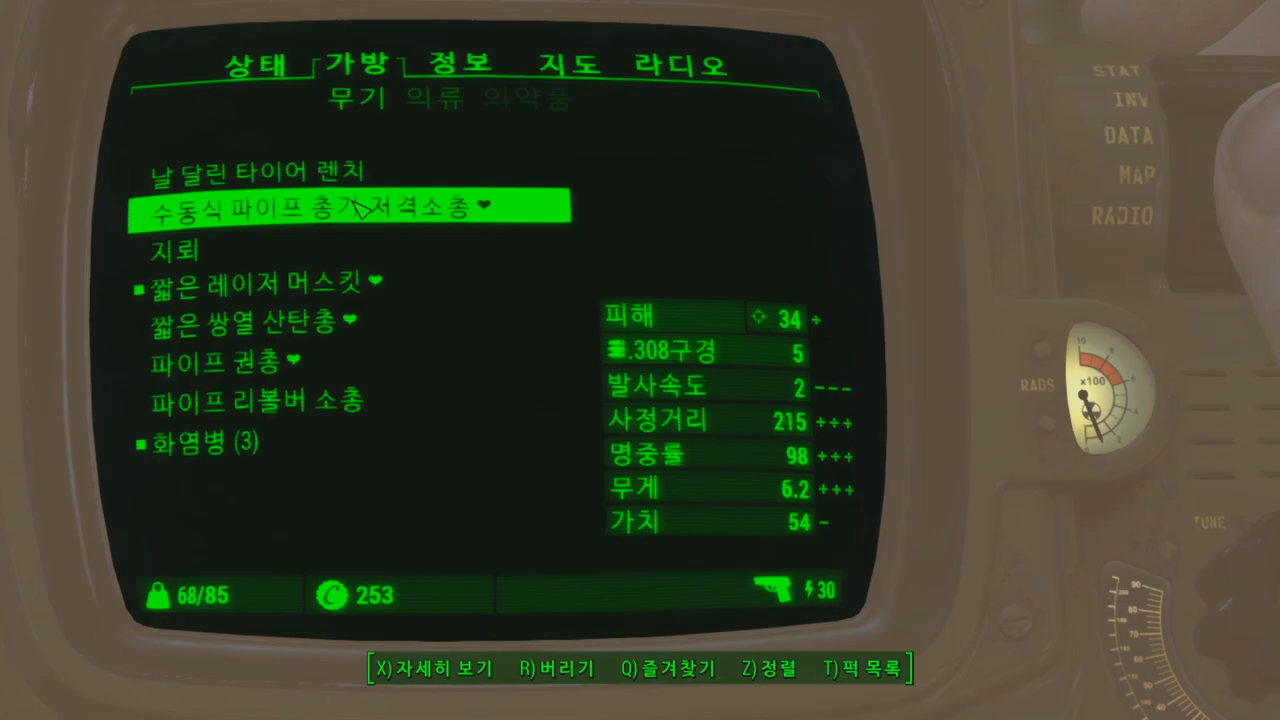 상태 가방 정보 지도 라디오
무기 의류 의약품
날 달린 타이어 렌치
수동식 파이프 총기 저격소총 ❤
지뢰
■ 짧은 레이저 머스킷 ❤
짧은 쌍열 산탄총 ❤
파이프 권총 ❤
파이프 리볼버 소총
■ 화염병 (3)
피해 34 +
.308구경 5
발사속도 2 ---
사정거리 215 +++
명중률 98 +++
무게 6.2 +++
가치 54 -
68/85 253 30
X)자세히 보기 R)버리기 Q)즐겨찾기 Z)정렬 T)퍽 목록
STAT
INV
DATA
MAP
RADIO
RADS
x100
TUNE